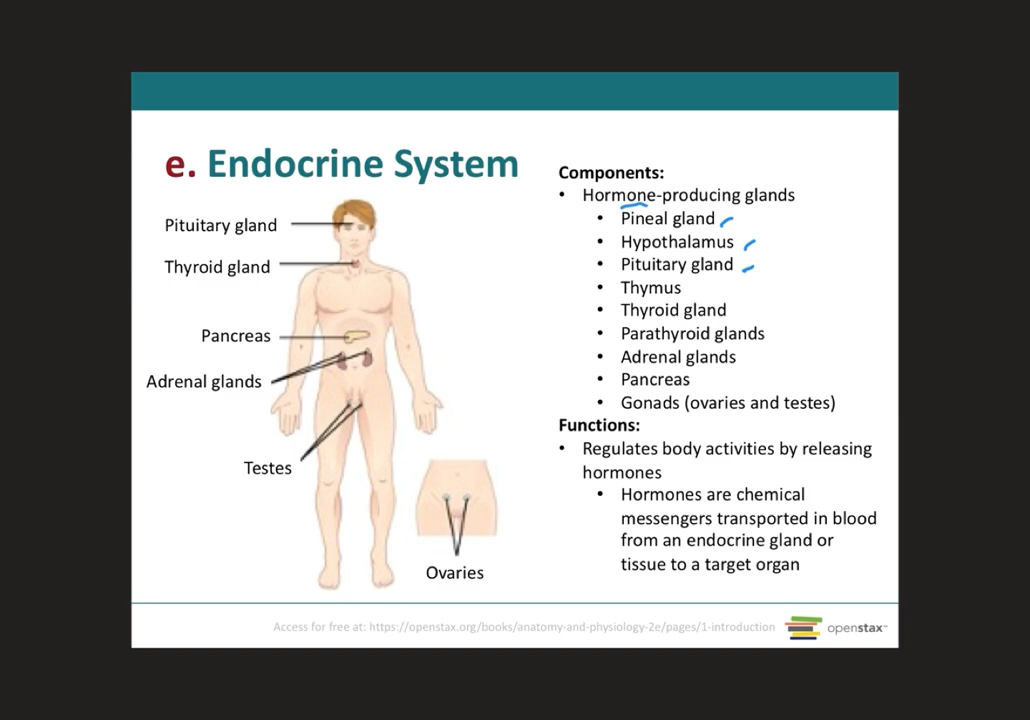 e. Endocrine System
Pituitary gland
Thyroid gland
Pancreas
Adrenal glands
Testes
Ovaries
Components:
• Hormone-producing glands
• Pineal gland
• Hypothalamus
• Pituitary gland
• Thymus
• Thyroid gland
• Parathyroid glands
• Adrenal glands
• Pancreas
• Gonads (ovaries and testes)
Functions:
• Regulates body activities by releasing
hormones
• Hormones are chemical
messengers transported in blood
from an endocrine gland or
tissue to a target organ
Access for free at: https://openstax.org/books/anatomy-and-physiology-2e/pages/1-introduction
openstax™